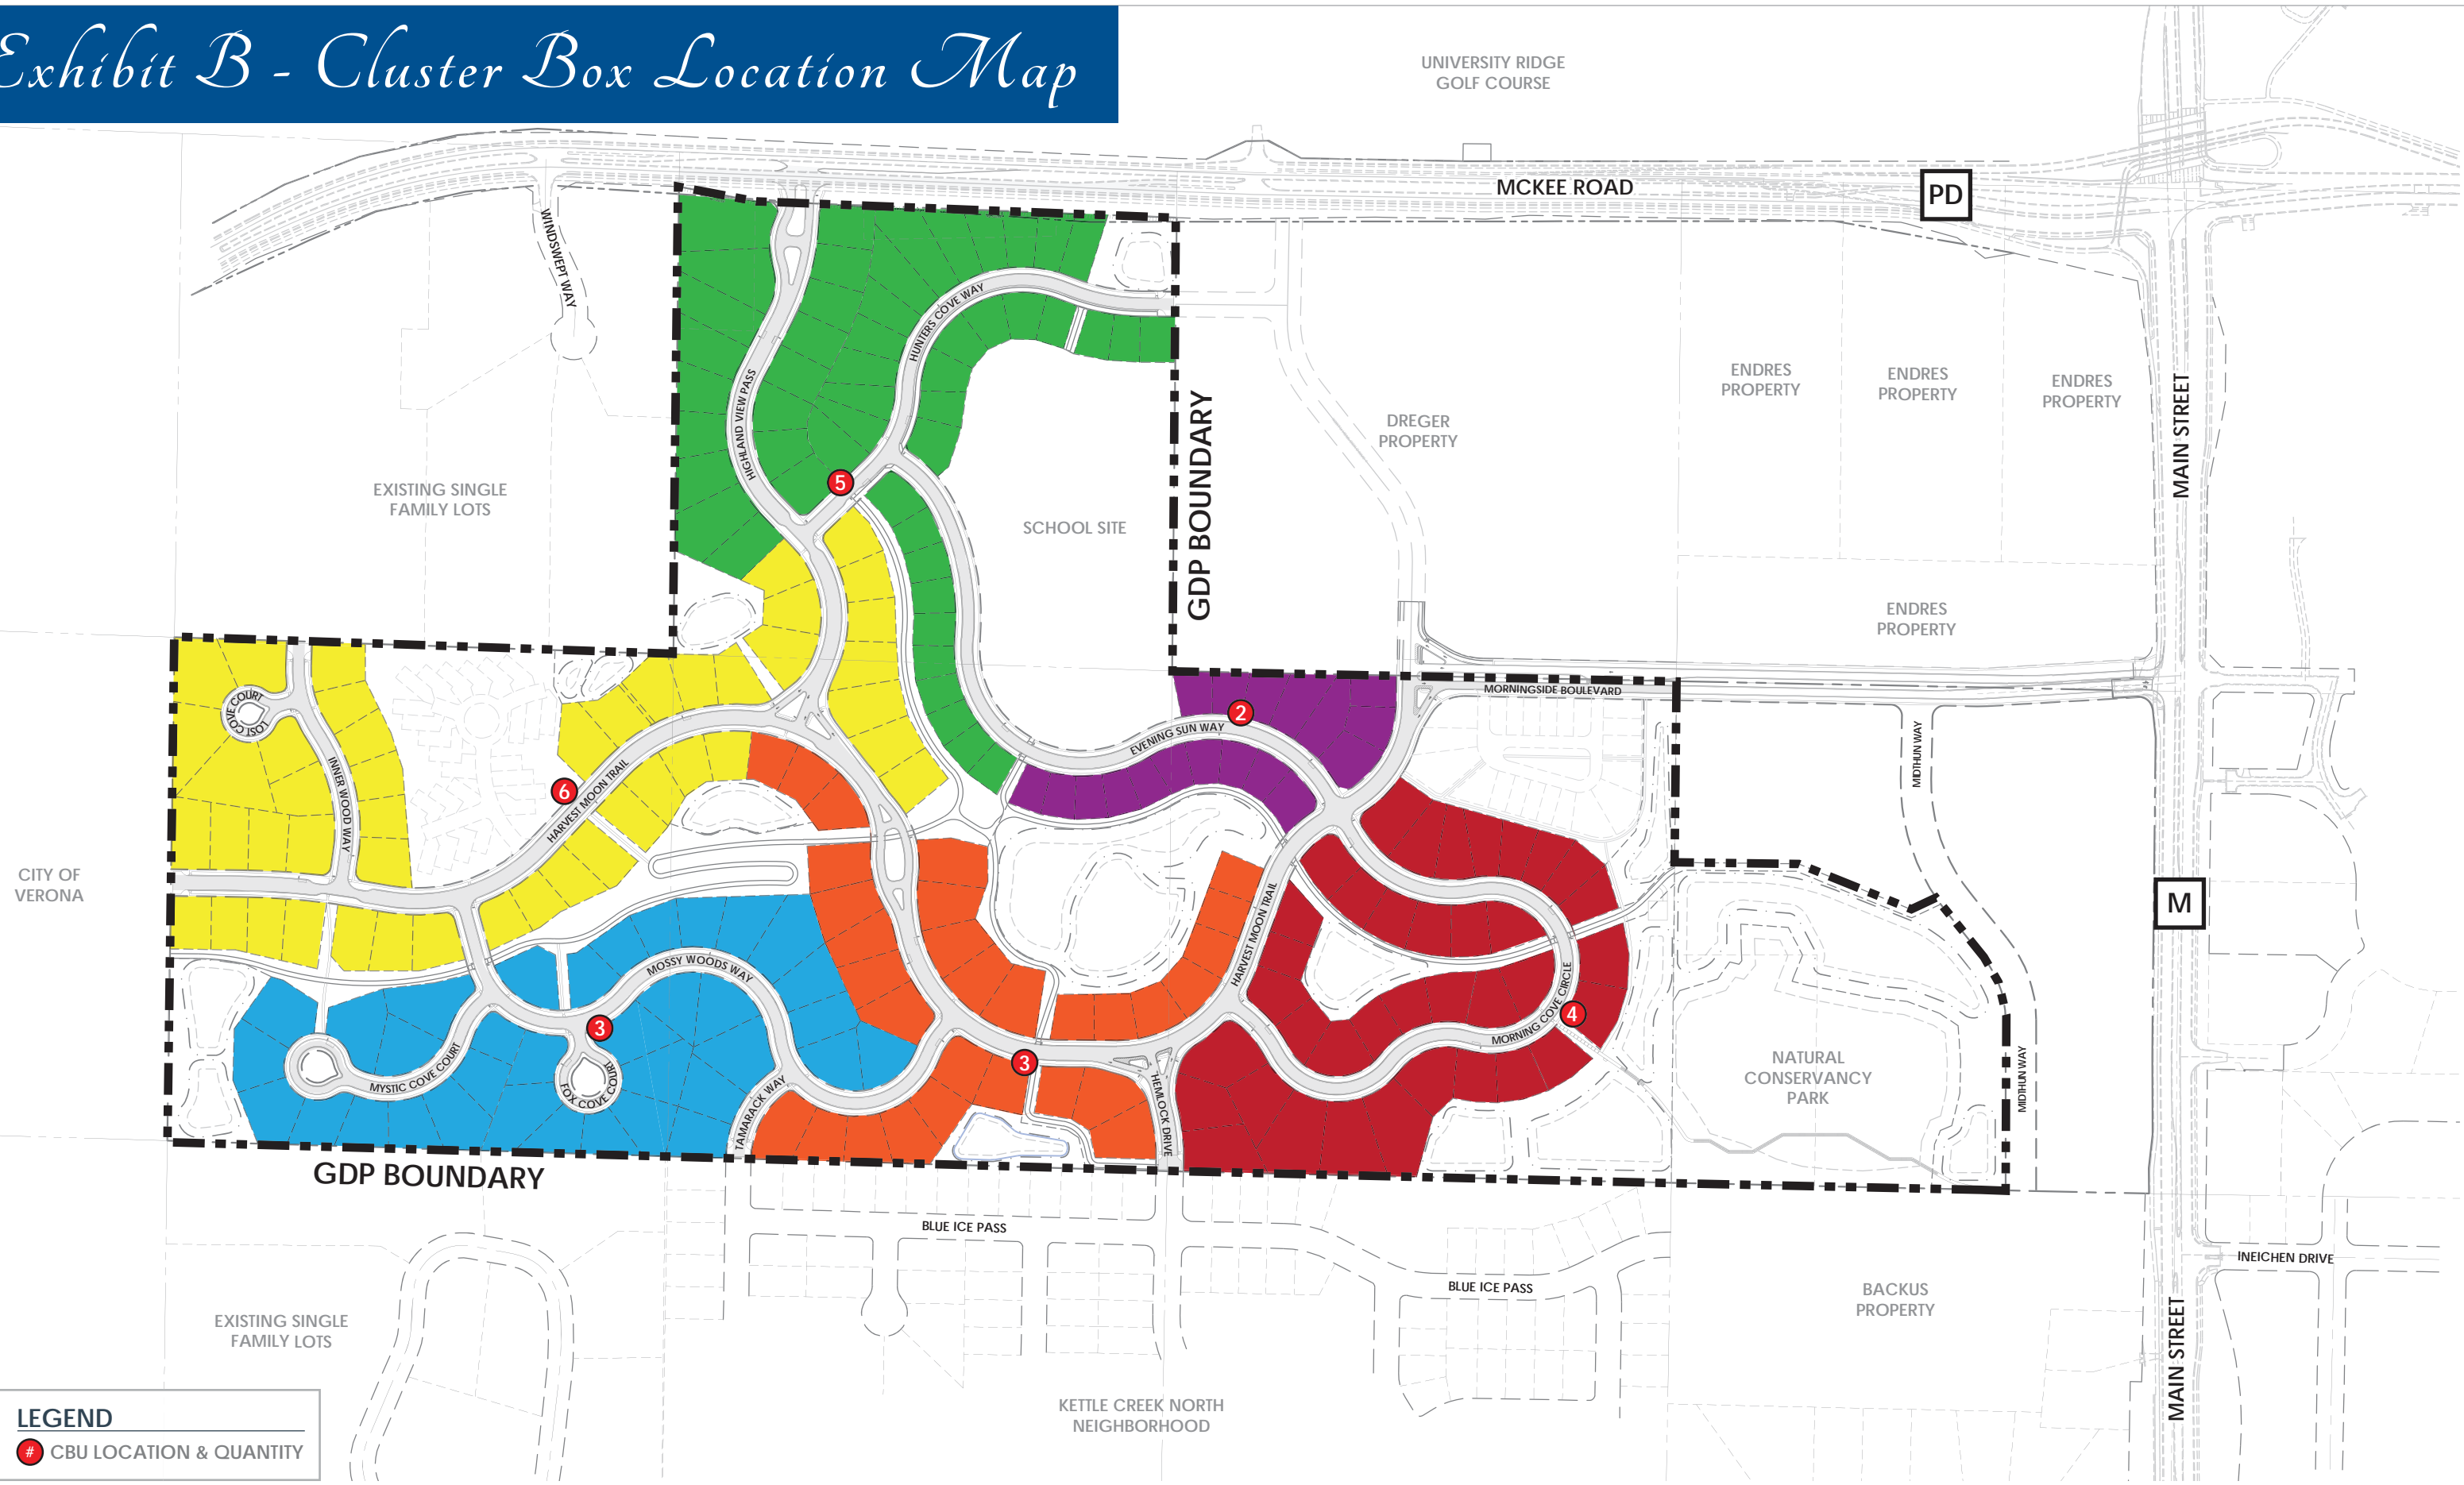 Exhibit B - Cluster Box Location Map
UNIVERSITY RIDGE
GOLF COURSE
MCKEE ROAD
PD
WINDSWEPT WAY
HUNTERS COVE WAY
HIGHLAND VIEW PASS
GDP BOUNDARY
ENDRES
PROPERTY
ENDRES
PROPERTY
ENDRES
PROPERTY
MAIN STREET
DREGER
PROPERTY
EXISTING SINGLE
FAMILY LOTS
5
SCHOOL SITE
ENDRES
PROPERTY
MORNINGSIDE BOULEVARD
LOST COVE COURT
2
EVENING SUN WAY
MIDTHUN WAY
INNER WOOD WAY
6
HARVEST MOON TRAIL
CITY OF
VERONA
M
HARVEST MOON TRAIL
MOSSY WOODS WAY
MORNING COVE CIRCLE
4
3
MYSTIC COVE COURT
FOX COVE COURT
3
TAMARACK WAY
HEMLOCK DRIVE
NATURAL
CONSERVANCY
PARK
MIDTHUN WAY
GDP BOUNDARY
BLUE ICE PASS
INEICHEN DRIVE
BLUE ICE PASS
BACKUS
PROPERTY
EXISTING SINGLE
FAMILY LOTS
MAIN STREET
KETTLE CREEK NORTH
NEIGHBORHOOD
LEGEND
# CBU LOCATION & QUANTITY